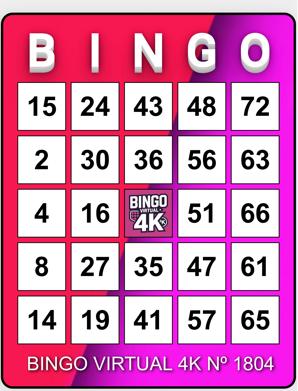 B I N G O
15 24 43 48 72
2 30 36 56 63
4 16 BINGO VIRTUAL 4K 51 66
8 27 35 47 61
14 19 41 57 65
BINGO VIRTUAL 4K Nº 1804